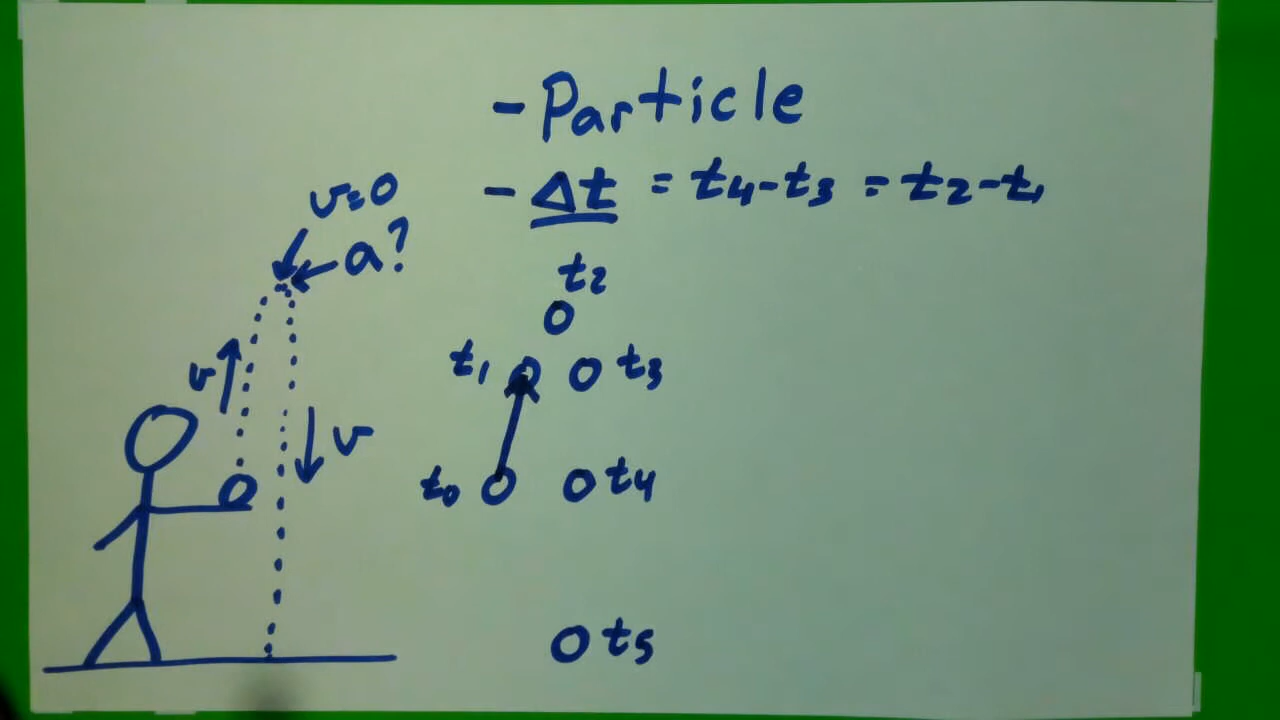 - Particle
- Δt = t4-t3 = t2-t1
v=0
a?
t2
v
t1
t3
v
t0
t4
t5